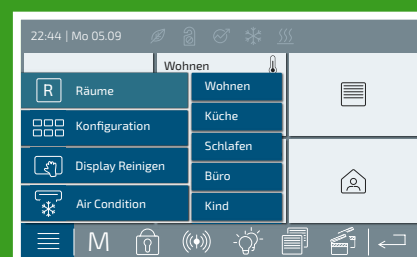 22:44 | Mo 05.09
Wohnen
R Räume
Konfiguration
Display Reinigen
Air Condition
Wohnen
Küche
Schlafen
Büro
Kind
M